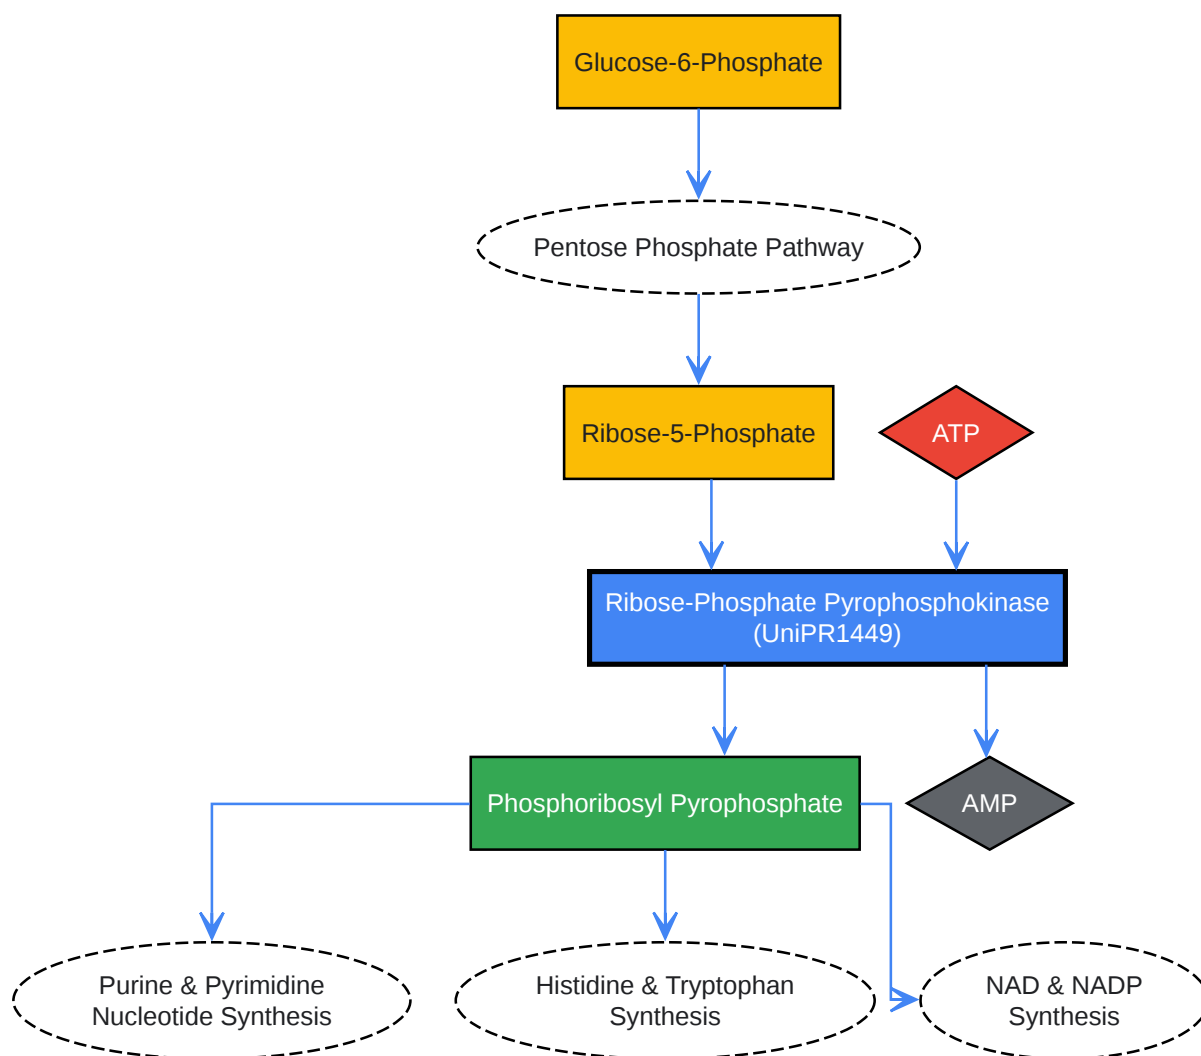 Glucose-6-Phosphate
Pentose Phosphate Pathway
Ribose-5-Phosphate
ATP
Ribose-Phosphate Pyrophosphokinase
(UniPR1449)
Phosphoribosyl Pyrophosphate
AMP
Purine & Pyrimidine
Nucleotide Synthesis
Histidine & Tryptophan
Synthesis
NAD & NADP
Synthesis